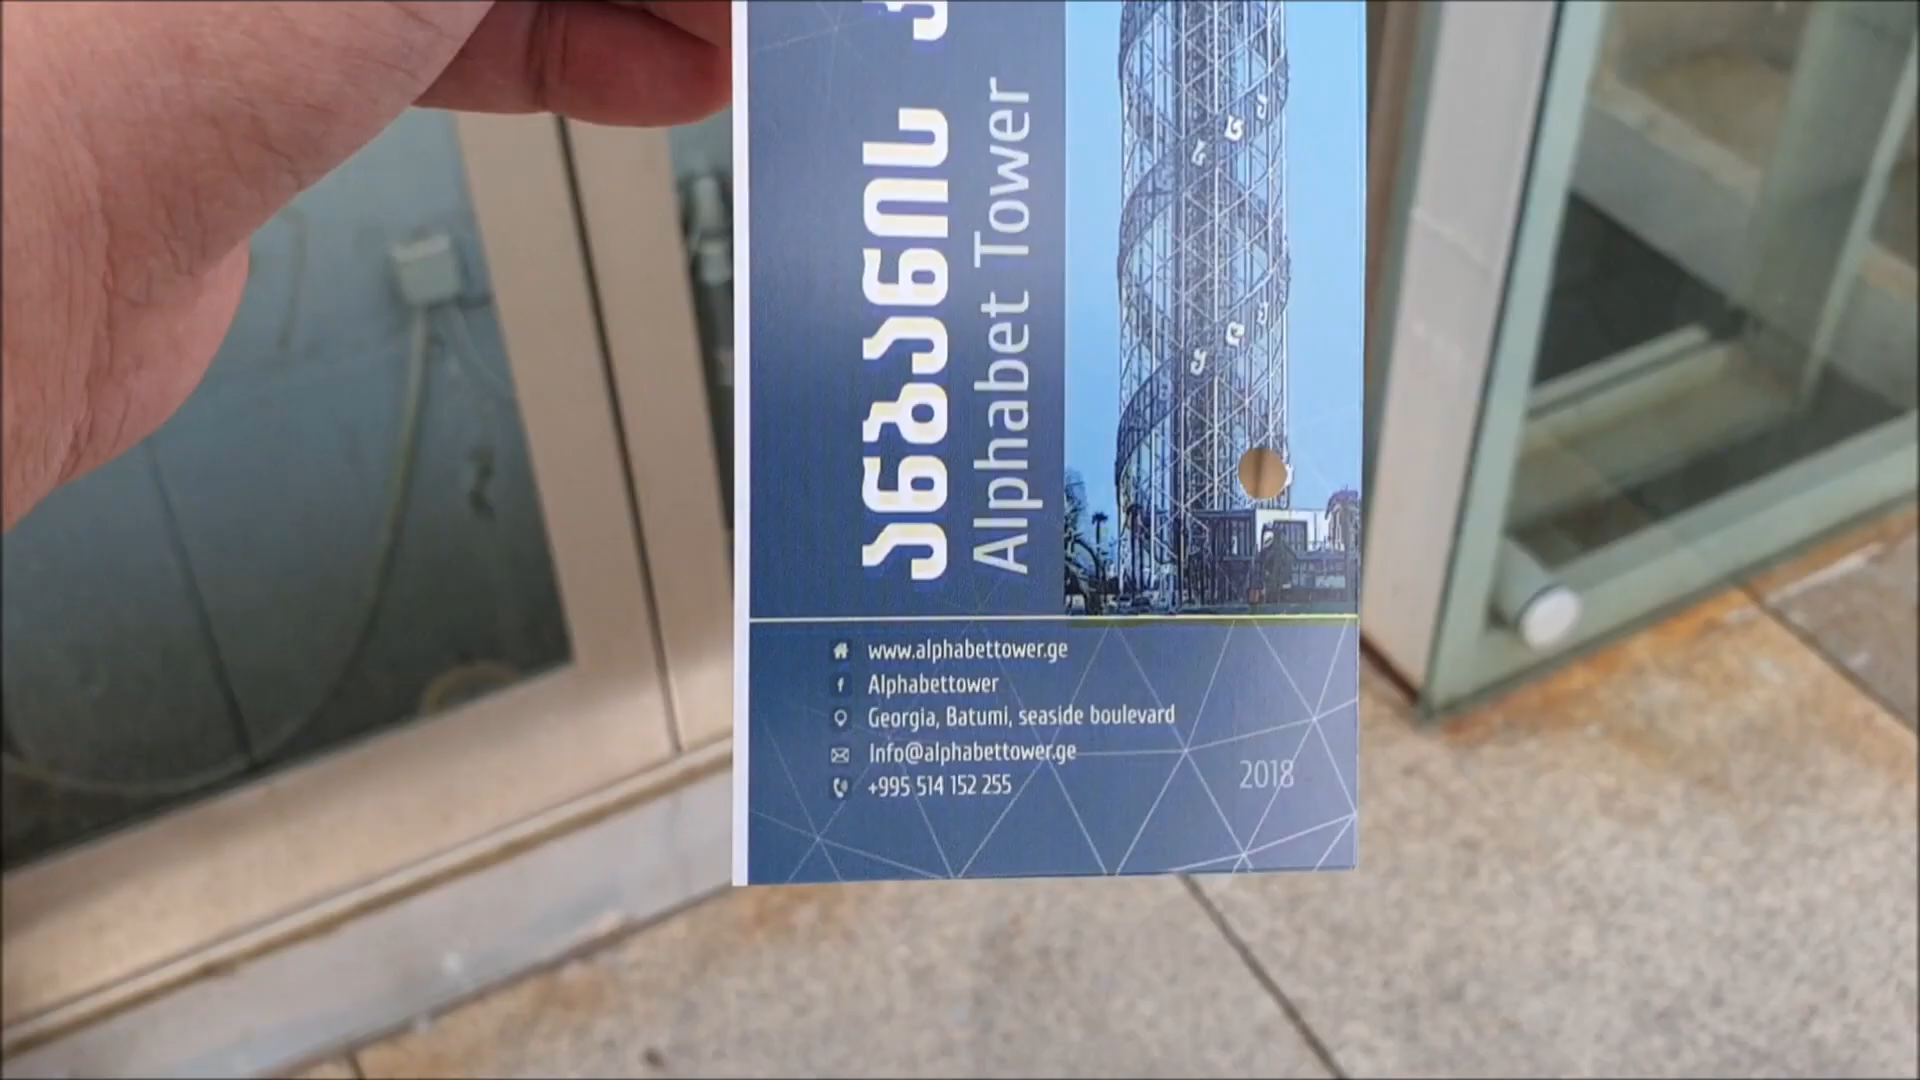 ანბანის
Alphabet Tower
www.alphabettower.ge
Alphabettower
Georgia, Batumi, seaside boulevard
Info@alphabettower.ge
+995 514 152 255
2018